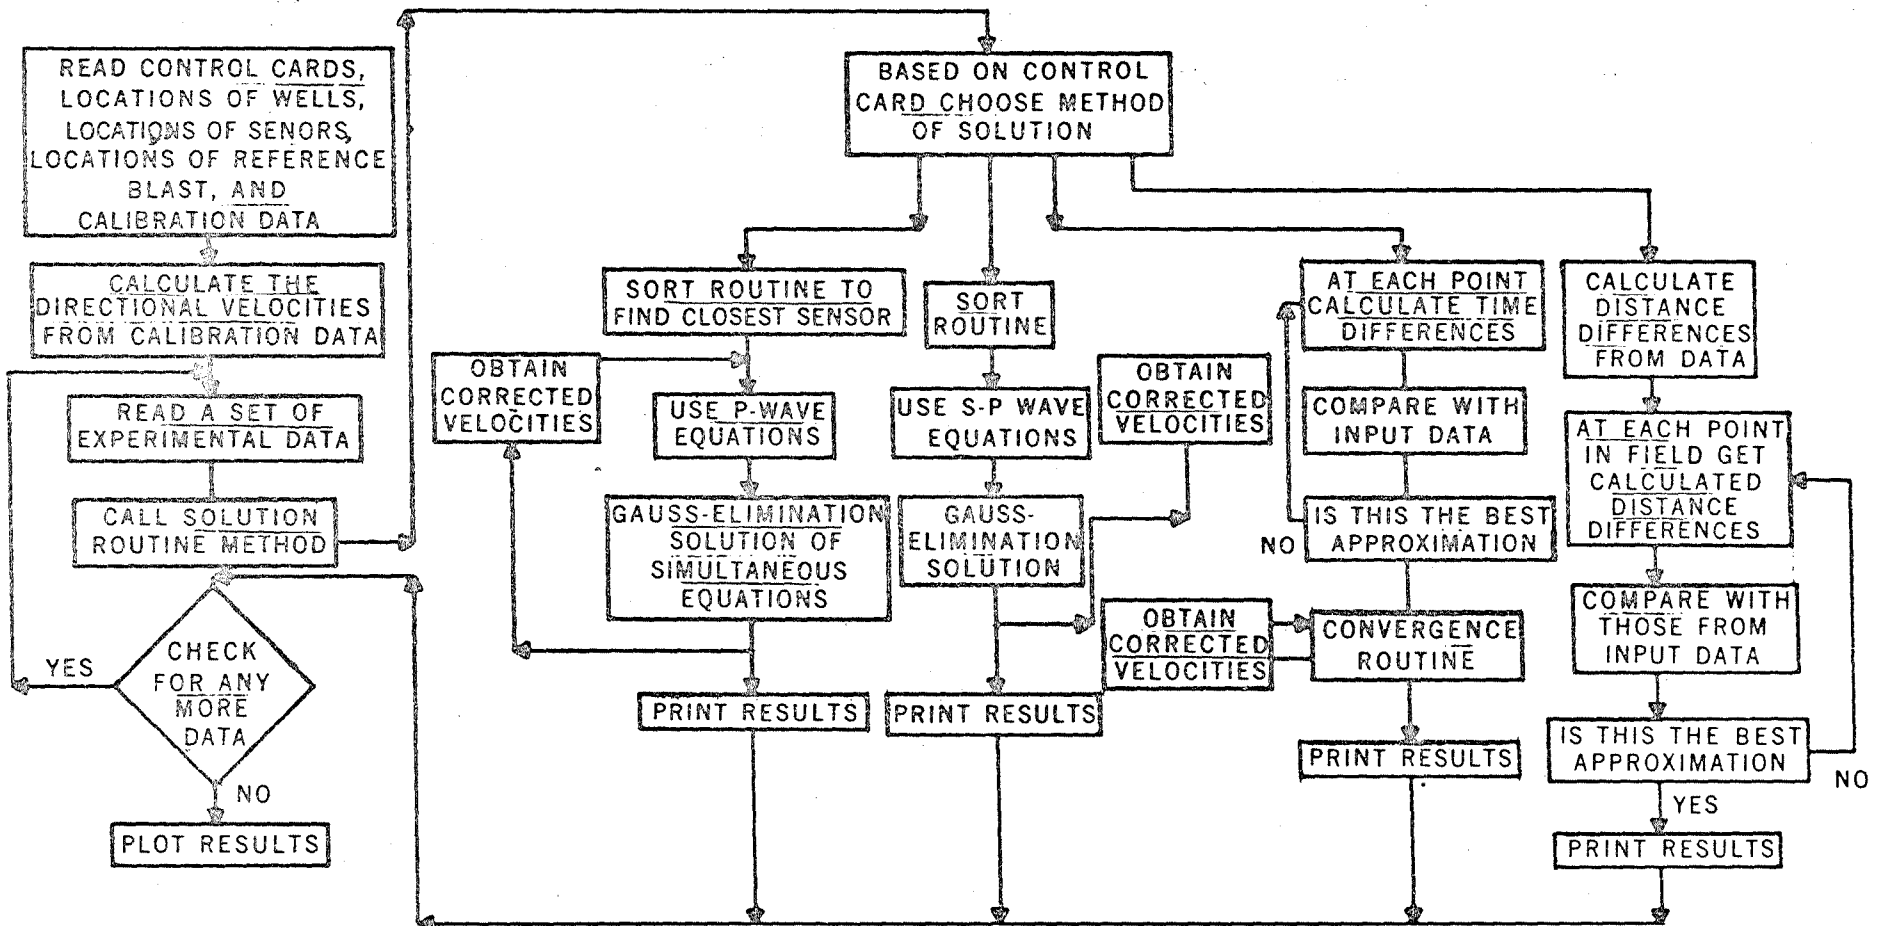 READ CONTROL CARDS,
LOCATIONS OF WELLS,
LOCATIONS OF SENORS,
LOCATIONS OF REFERENCE
BLAST, AND
CALIBRATION DATA
CALCULATE THE
DIRECTIONAL VELOCITIES
FROM CALIBRATION DATA
READ A SET OF
EXPERIMENTAL DATA
CALL SOLUTION
ROUTINE METHOD
CHECK
FOR ANY
MORE
DATA
YES
NO
PLOT RESULTS
BASED ON CONTROL
CARD CHOOSE METHOD
OF SOLUTION
SORT ROUTINE TO
FIND CLOSEST SENSOR
OBTAIN
CORRECTED
VELOCITIES
USE P-WAVE
EQUATIONS
GAUSS-ELIMINATION
SOLUTION OF
SIMULTANEOUS
EQUATIONS
PRINT RESULTS
SORT
ROUTINE
USE S-P WAVE
EQUATIONS
GAUSS-
ELIMINATION
SOLUTION
OBTAIN
CORRECTED
VELOCITIES
PRINT RESULTS
AT EACH POINT
CALCULATE TIME
DIFFERENCES
COMPARE WITH
INPUT DATA
IS THIS THE BEST
APPROXIMATION
NO
OBTAIN
CORRECTED
VELOCITIES
CONVERGENCE
ROUTINE
PRINT RESULTS
CALCULATE
DISTANCE
DIFFERENCES
FROM DATA
AT EACH POINT
IN FIELD GET
CALCULATED
DISTANCE
DIFFERENCES
COMPARE WITH
THOSE FROM
INPUT DATA
IS THIS THE BEST
APPROXIMATION
NO
YES
PRINT RESULTS